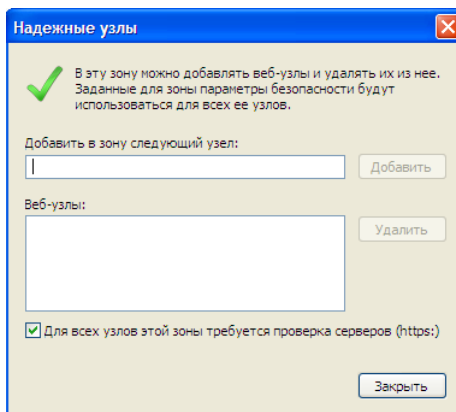 Надежные узлы
В эту зону можно добавлять веб-узлы и удалять их из нее.
Заданные для зоны параметры безопасности будут
использоваться для всех ее узлов.
Добавить в зону следующий узел:
Добавить
Веб-узлы:
Удалить
Для всех узлов этой зоны требуется проверка серверов (https:)
Закрыть